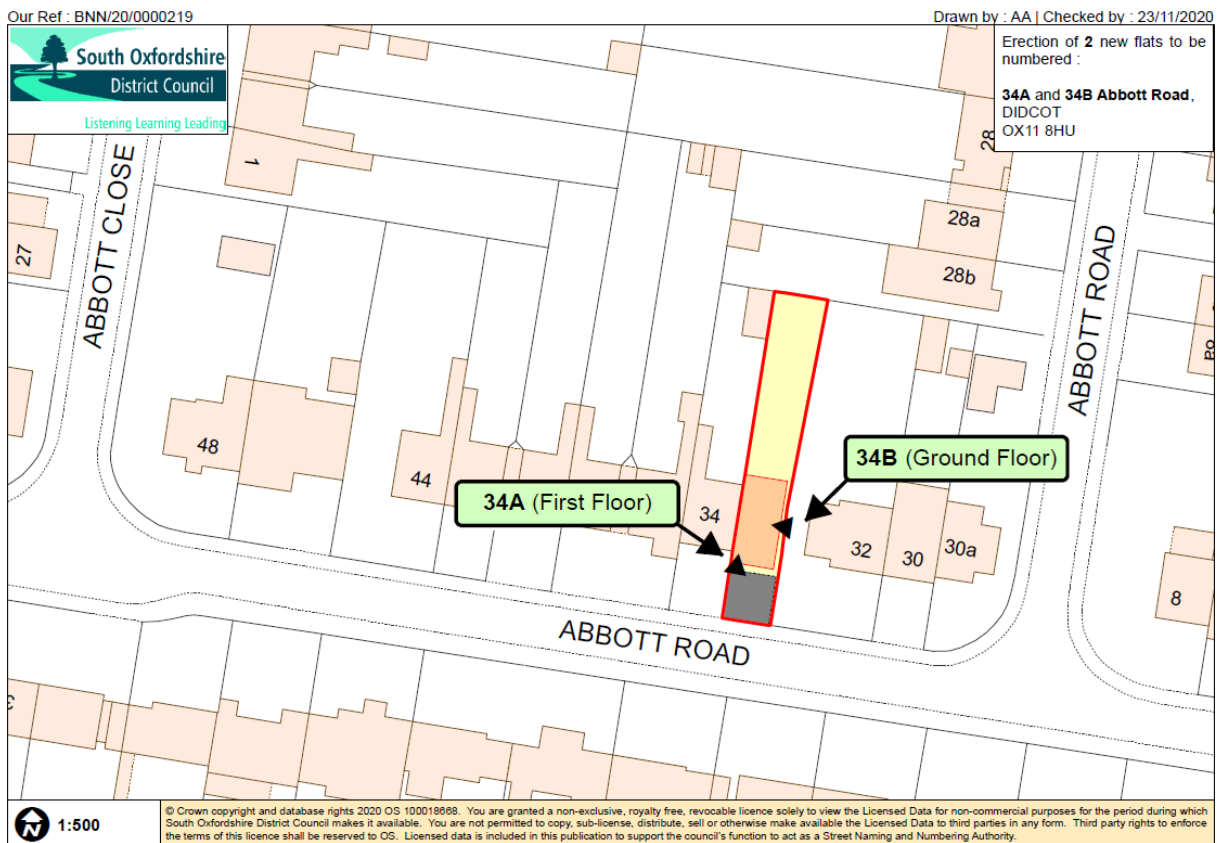 Our Ref : BNN/20/0000219
Drawn by : AA | Checked by : 23/11/2020
South Oxfordshire
District Council
Listening Learning Leading
Erection of 2 new flats to be
numbered :
34A and 34B Abbott Road,
DIDCOT
OX11 8HU
ABBOTT CLOSE
1
27
28
28a
28b
ABBOTT ROAD
48
44
34A (First Floor)
34
34B (Ground Floor)
32
30
30a
8
ABBOTT ROAD
N
1:500
© Crown copyright and database rights 2020 OS 100018668. You are granted a non-exclusive, royalty free, revocable licence solely to view the Licensed Data for non-commercial purposes for the period during which
South Oxfordshire District Council makes it available. You are not permitted to copy, sub-license, distribute, sell or otherwise make available the Licensed Data to third parties in any form. Third party rights to enforce
the terms of this licence shall be reserved to OS. Licensed data is included in this publication to support the council's function to act as a Street Naming and Numbering Authority.